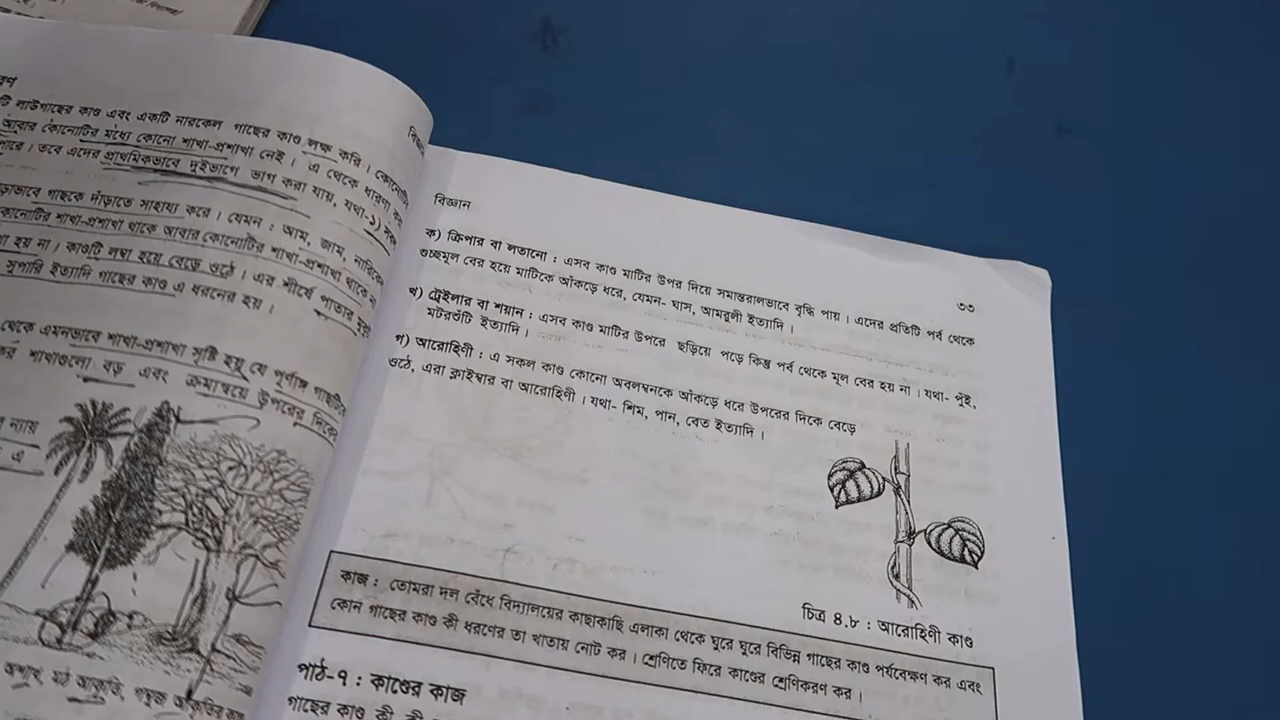 টি লাউগাছের কাণ্ড এবং একটি নারকেল গাছের কাণ্ড লক্ষ করি।
আবার কোনোটির মধ্যে কোনো শাখা-প্রশাখা নেই। এ থেকে ধারণা
তবে এদের প্রাথমিকভাবে দুইভাগে ভাগ করা যায়, যথা-১)
গাছকে দাঁড়াতে সাহায্য করে। যেমন : আম, জাম,
শাখা-প্রশাখা থাকে আবার কোনোটির শাখা-প্রশাখা থাকে না
হয় না। কাণ্ডটি লম্বা হয়ে বেড়ে ওঠে। এর শীর্ষে পাতার
সুপারি ইত্যাদি গাছের কাণ্ড এ ধরনের হয়।
থেকে এমনভাবে শাখা-প্রশাখা সৃষ্টি হয় যে পূর্ণাঙ্গ
শাখাগুলো বড় এবং ক্রমান্বয়ে উপরের দিকের
ন্যায়
এ
বিজ্ঞান
৩৩
ক) ক্রিপার বা লতানো : এসব কাণ্ড মাটির উপর দিয়ে সমান্তরালভাবে বৃদ্ধি পায়। এদের প্রতিটি পর্ব থেকে
গুচ্ছমূল বের হয়ে মাটিকে আঁকড়ে ধরে, যেমন- ঘাস, আমরুলী ইত্যাদি।
খ) ট্রেইলার বা শয়ান : এসব কাণ্ড মাটির উপরে ছড়িয়ে পড়ে কিন্তু পর্ব থেকে মূল বের হয় না। যথা- পুঁই,
মটরশুঁটি ইত্যাদি।
গ) আরোহিণী : এ সকল কাণ্ড কোনো অবলম্বনকে আঁকড়ে ধরে উপরের দিকে বেড়ে
ওঠে, এরা ক্লাইম্বার বা আরোহিণী। যথা- শিম, পান, বেত ইত্যাদি।
চিত্র ৪.৮ : আরোহিণী কাণ্ড
কাজ : তোমরা দল বেঁধে বিদ্যালয়ের কাছাকাছি এলাকা থেকে ঘুরে ঘুরে বিভিন্ন গাছের কাণ্ড পর্যবেক্ষণ কর এবং
কোন গাছের কাণ্ড কী ধরণের তা খাতায় নোট কর। শ্রেণিতে ফিরে কাণ্ডের শ্রেণিকরণ কর।
পাঠ-৭ : কাণ্ডের কাজ
গাছের কাণ্ড কী